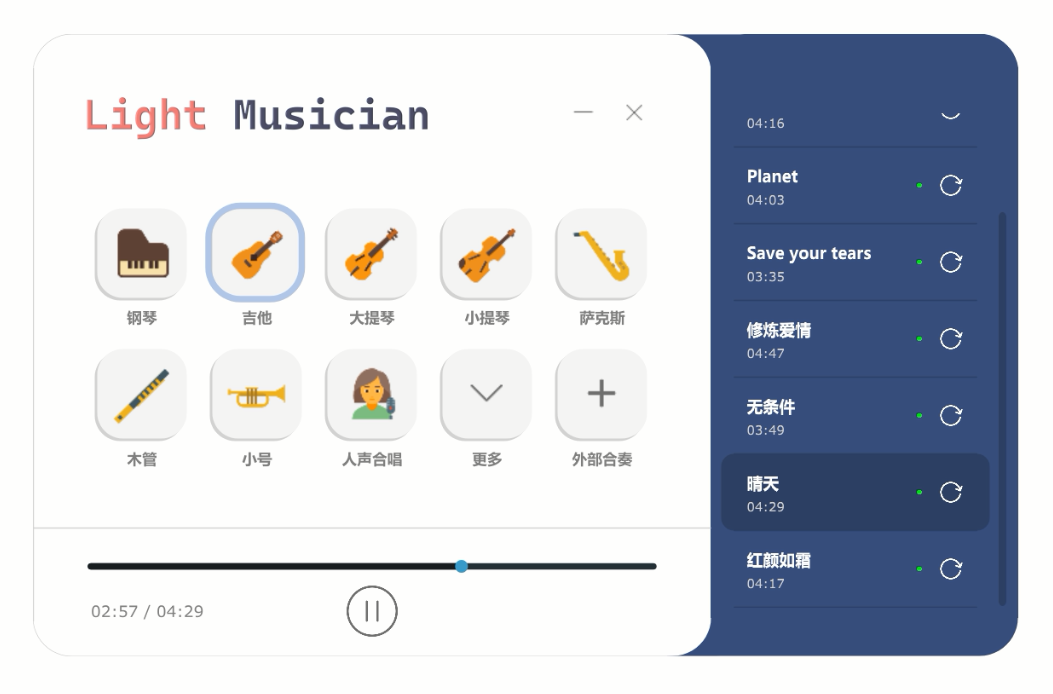 Light Musician
钢琴
吉他
大提琴
小提琴
萨克斯
木管
小号
人声合唱
更多
外部合奏
02:57 / 04:29
04:16
Planet
04:03
Save your tears
03:35
修炼爱情
04:47
无条件
03:49
晴天
04:29
红颜如霜
04:17